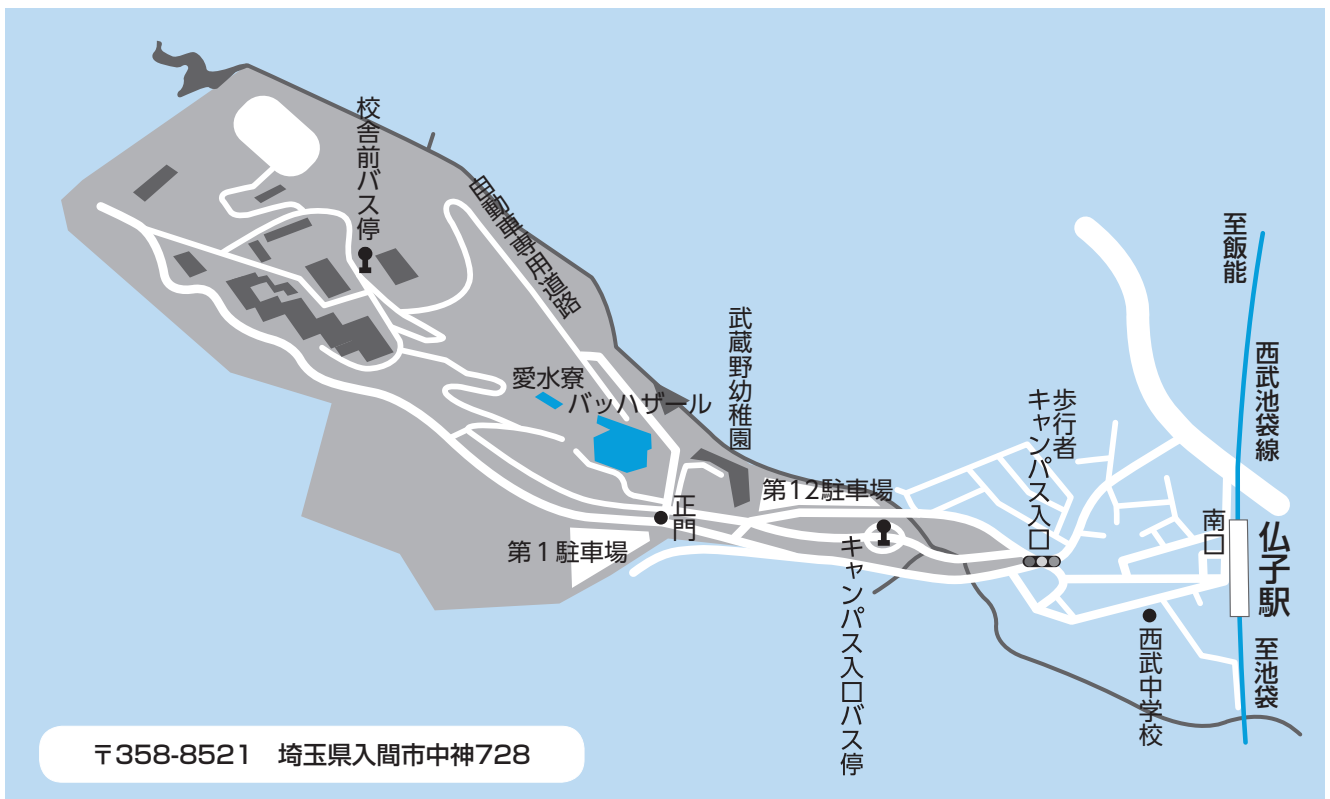 校舎前バス停
自動車専用道路
愛水寮
バッハザール
武蔵野幼稚園
第12駐車場
正門
第1駐車場
キャンパス入口バス停
歩行者
キャンパス入口
至飯能
西武池袋線
南口
仏子駅
至池袋
西武中学校
〒358-8521　埼玉県入間市中神728